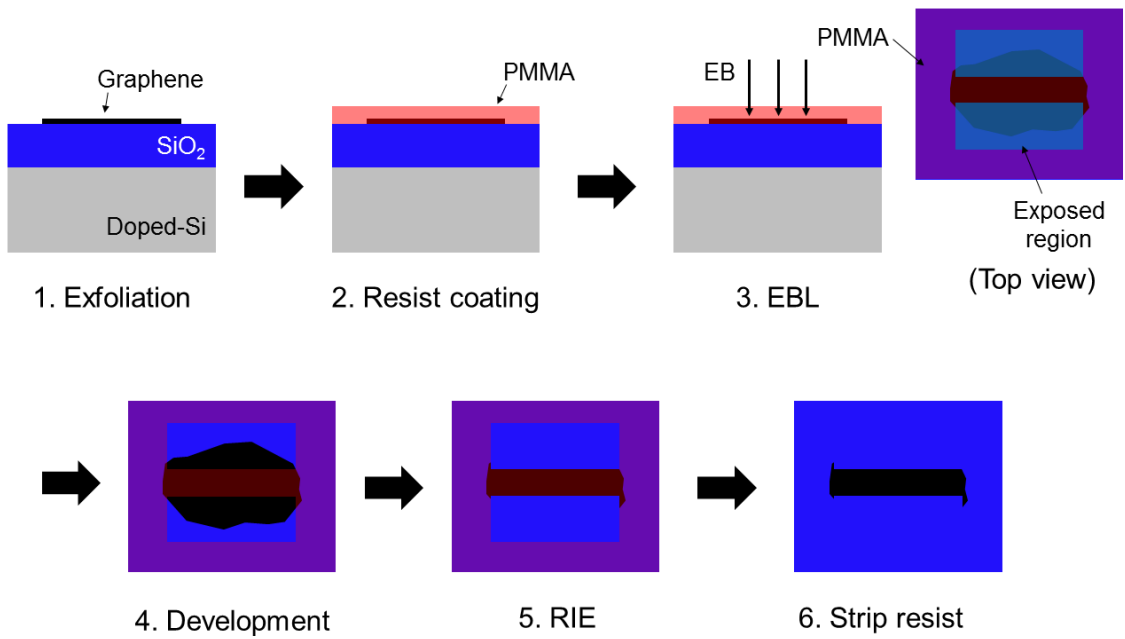 Graphene
SiO₂
Doped-Si
1. Exfoliation
PMMA
2. Resist coating
EB
3. EBL
PMMA
Exposed
region
(Top view)
4. Development
5. RIE
6. Strip resist